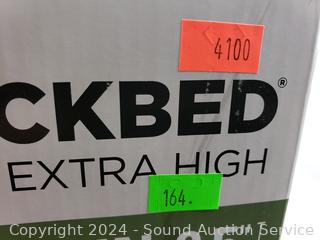 4100
CKBED®
EXTRA HIGH
164.
Copyright 2024 - Sound Auction Service